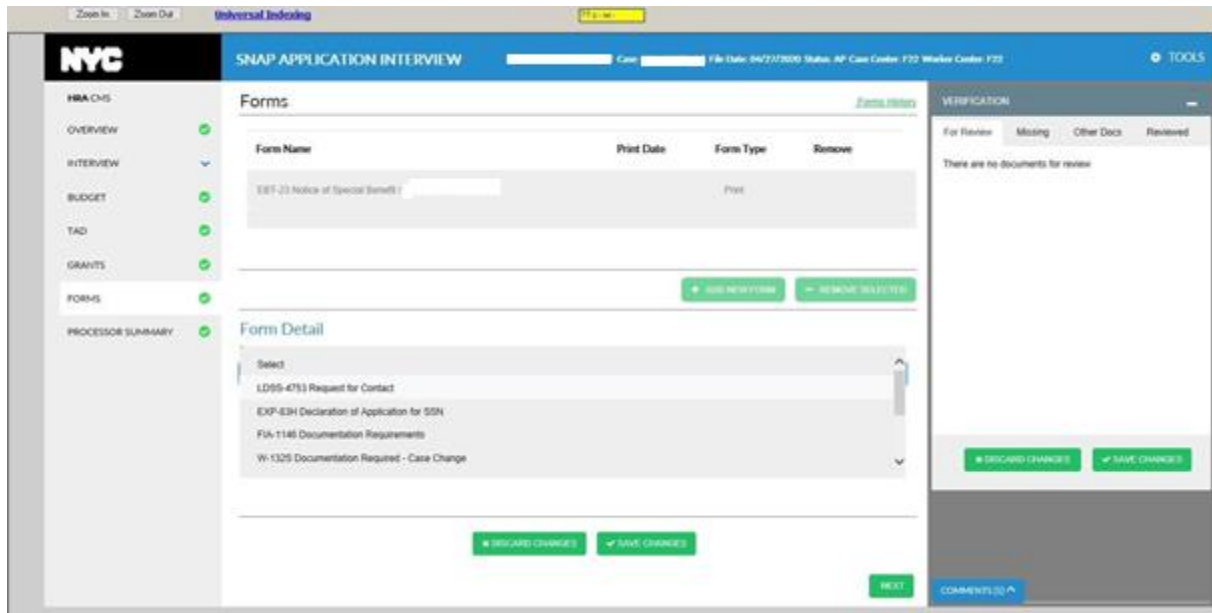 Zoom In Zoom Out Universal Indexing
NYC SNAP APPLICATION INTERVIEW Case File Date: 04/27/2020 Status: AP Case Center: F22 Worker Center: F22 TOOLS
HRA CMS
OVERVIEW
INTERVIEW
BUDGET
TAD
GRANTS
FORMS
PROCESSOR SUMMARY
Forms Forms History
Form Name Print Date Form Type Remove
EBT-23 Notice of Special Benefit Print
+ ADD NEW FORM − REMOVE SELECTED
Form Detail
Select
LDSS-4753 Request for Contact
EXP-83H Declaration of Application for SSN
FIA-1146 Documentation Requirements
W-132S Documentation Required - Case Change
DISCARD CHANGES SAVE CHANGES
NEXT
VERIFICATION
For Review Missing Other Docs Reviewed
There are no documents for review
DISCARD CHANGES SAVE CHANGES